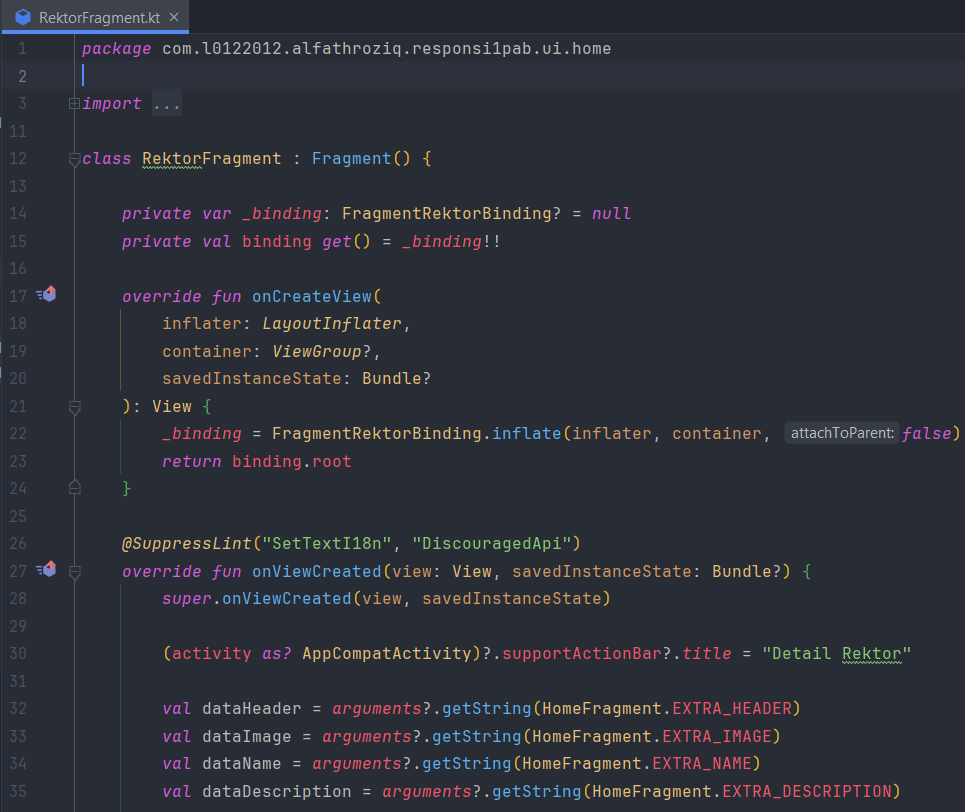 RektorFragment.kt
1 package com.l0122012.alfathroziq.responsi1pab.ui.home
2
3 import ...
11
12 class RektorFragment : Fragment() {
13
14     private var _binding: FragmentRektorBinding? = null
15     private val binding get() = _binding!!
16
17     override fun onCreateView(
18         inflater: LayoutInflater,
19         container: ViewGroup?,
20         savedInstanceState: Bundle?
21     ): View {
22         _binding = FragmentRektorBinding.inflate(inflater, container, attachToParent: false)
23         return binding.root
24     }
25
26     @SuppressLint("SetTextI18n", "DiscouragedApi")
27     override fun onViewCreated(view: View, savedInstanceState: Bundle?) {
28         super.onViewCreated(view, savedInstanceState)
29
30         (activity as? AppCompatActivity)?.supportActionBar?.title = "Detail Rektor"
31
32         val dataHeader = arguments?.getString(HomeFragment.EXTRA_HEADER)
33         val dataImage = arguments?.getString(HomeFragment.EXTRA_IMAGE)
34         val dataName = arguments?.getString(HomeFragment.EXTRA_NAME)
35         val dataDescription = arguments?.getString(HomeFragment.EXTRA_DESCRIPTION)